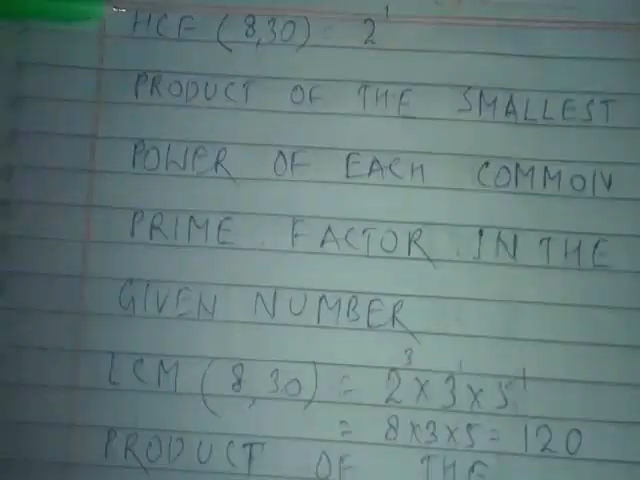 HCF (8,30) = 2¹
PRODUCT OF THE SMALLEST
POWER OF EACH COMMON
PRIME FACTOR IN THE
GIVEN NUMBER
LCM (8,30) = 2³ × 3¹ × 5¹
= 8×3×5 = 120
PRODUCT OF THE